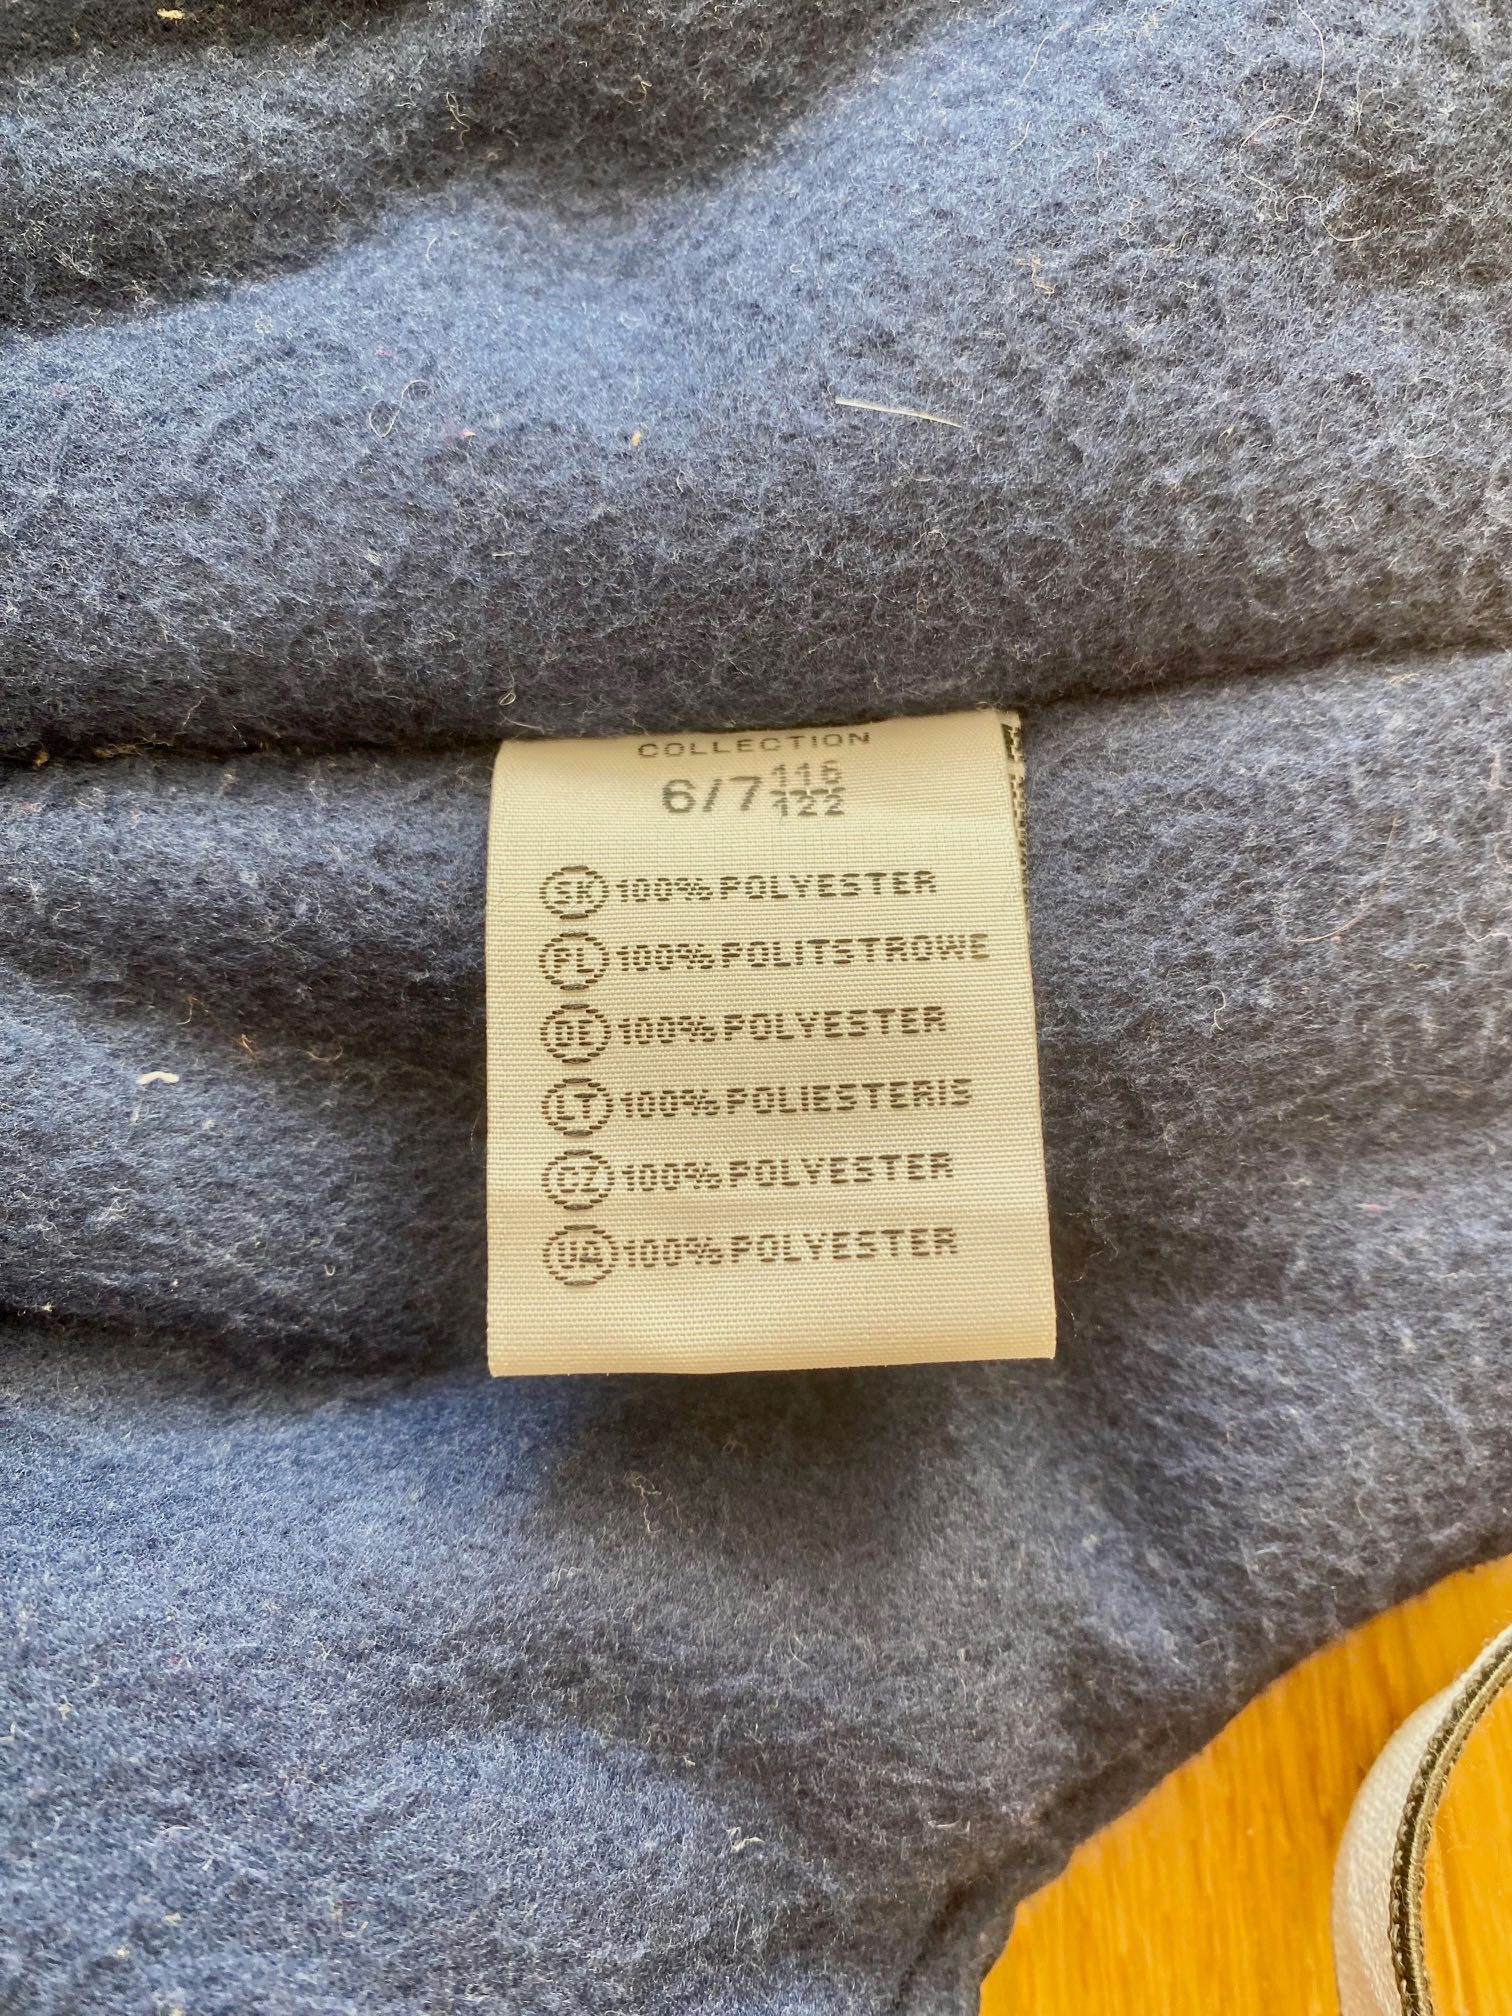 COLLECTION
6/7 116
122
SK 100% POLYESTER
PL 100% POLITSTROWE
DE 100% POLYESTER
LT 100% POLIESTERIS
CZ 100% POLYESTER
UA 100% POLYESTER